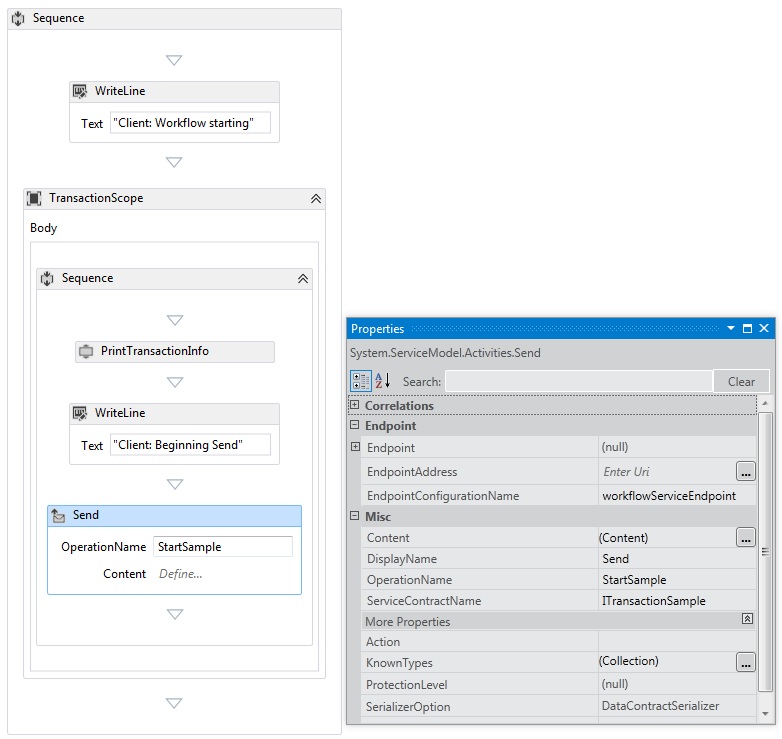 Sequence
WriteLine
Text "Client: Workflow starting"
TransactionScope
Body
Sequence
PrintTransactionInfo
WriteLine
Text "Client: Beginning Send"
Send
OperationName StartSample
Content Define...
Properties
System.ServiceModel.Activities.Send
A Z Search: Clear
Correlations
Endpoint
Endpoint (null)
EndpointAddress Enter Uri ...
EndpointConfigurationName workflowServiceEndpoint
Misc
Content (Content) ...
DisplayName Send
OperationName StartSample
ServiceContractName ITransactionSample
More Properties
Action
KnownTypes (Collection) ...
ProtectionLevel (null)
SerializerOption DataContractSerializer